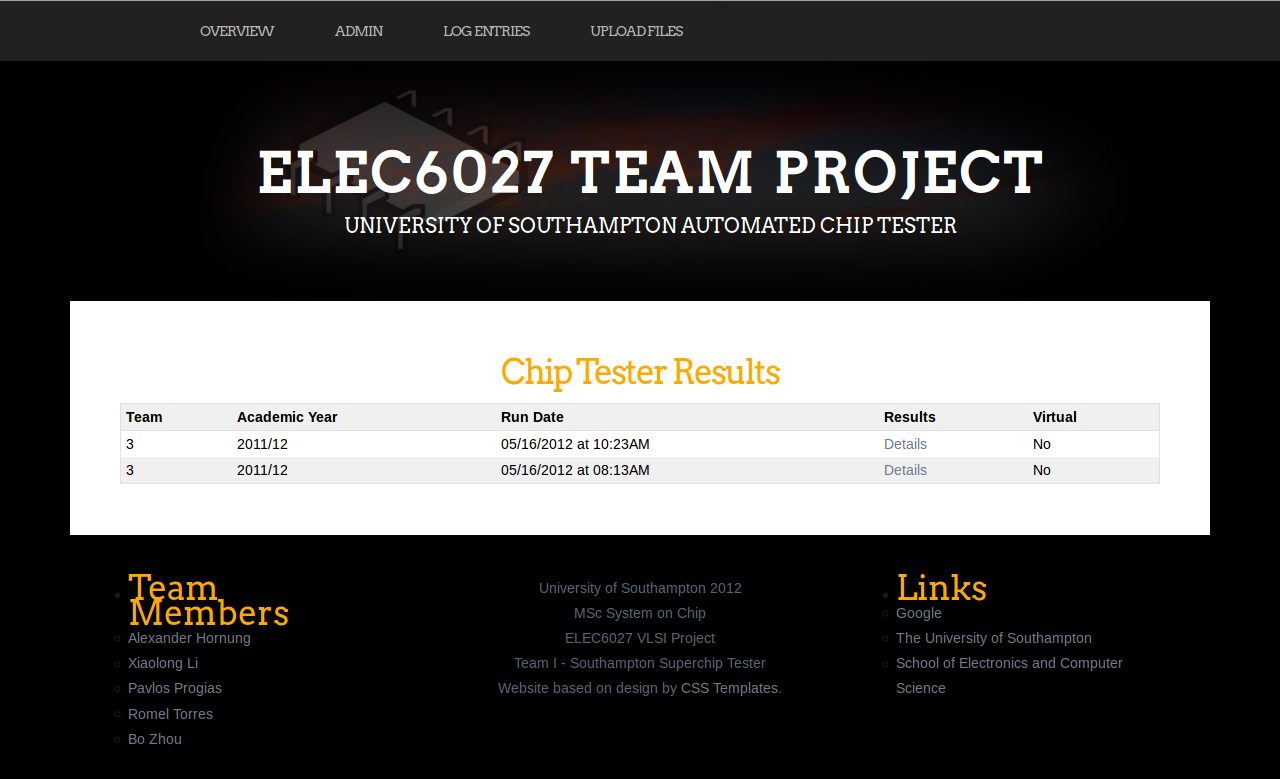 OVERVIEW ADMIN LOG ENTRIES UPLOAD FILES
ELEC6027 TEAM PROJECT
UNIVERSITY OF SOUTHAMPTON AUTOMATED CHIP TESTER
Chip Tester Results
Team Academic Year Run Date Results Virtual
3 2011/12 05/16/2012 at 10:23AM Details No
3 2011/12 05/16/2012 at 08:13AM Details No
Team
Members
Alexander Hornung
Xiaolong Li
Pavlos Progias
Romel Torres
Bo Zhou
University of Southampton 2012
MSc System on Chip
ELEC6027 VLSI Project
Team I - Southampton Superchip Tester
Website based on design by CSS Templates.
Links
Google
The University of Southampton
School of Electronics and Computer
Science